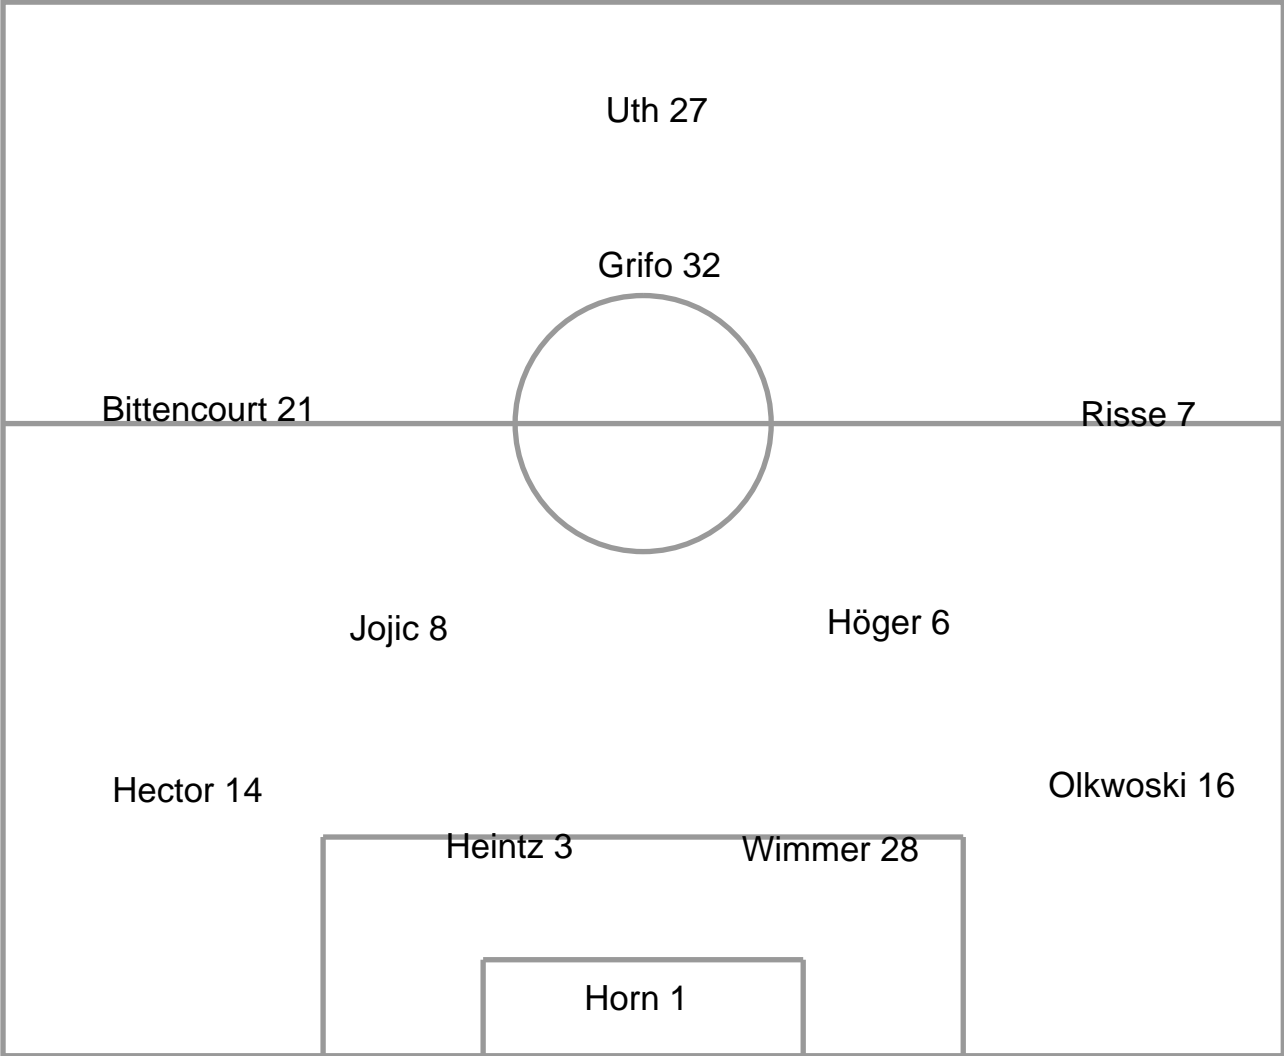 Uth 27
Grifo 32
Bittencourt 21
Risse 7
Jojic 8
Höger 6
Hector 14
Olkwoski 16
Heintz 3
Wimmer 28
Horn 1